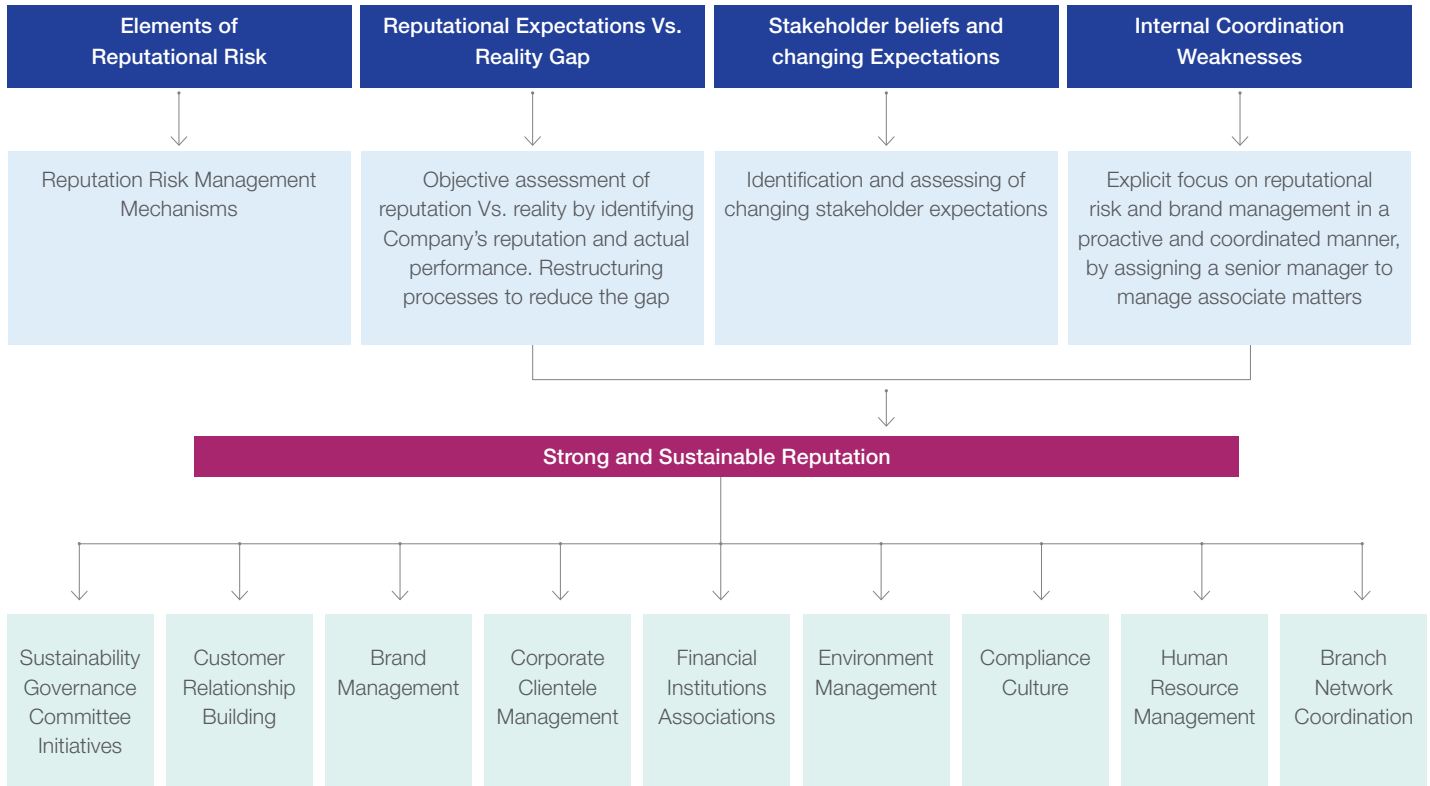 Elements of
Reputational Risk
Reputational Expectations Vs.
Reality Gap
Stakeholder beliefs and
changing Expectations
Internal Coordination
Weaknesses
Reputation Risk Management
Mechanisms
Objective assessment of
reputation Vs. reality by identifying
Company's reputation and actual
performance. Restructuring
processes to reduce the gap
Identification and assessing of
changing stakeholder expectations
Explicit focus on reputational
risk and brand management in a
proactive and coordinated manner,
by assigning a senior manager to
manage associate matters
Strong and Sustainable Reputation
Sustainability
Governance
Committee
Initiatives
Customer
Relationship
Building
Brand
Management
Corporate
Clientele
Management
Financial
Institutions
Associations
Environment
Management
Compliance
Culture
Human
Resource
Management
Branch
Network
Coordination